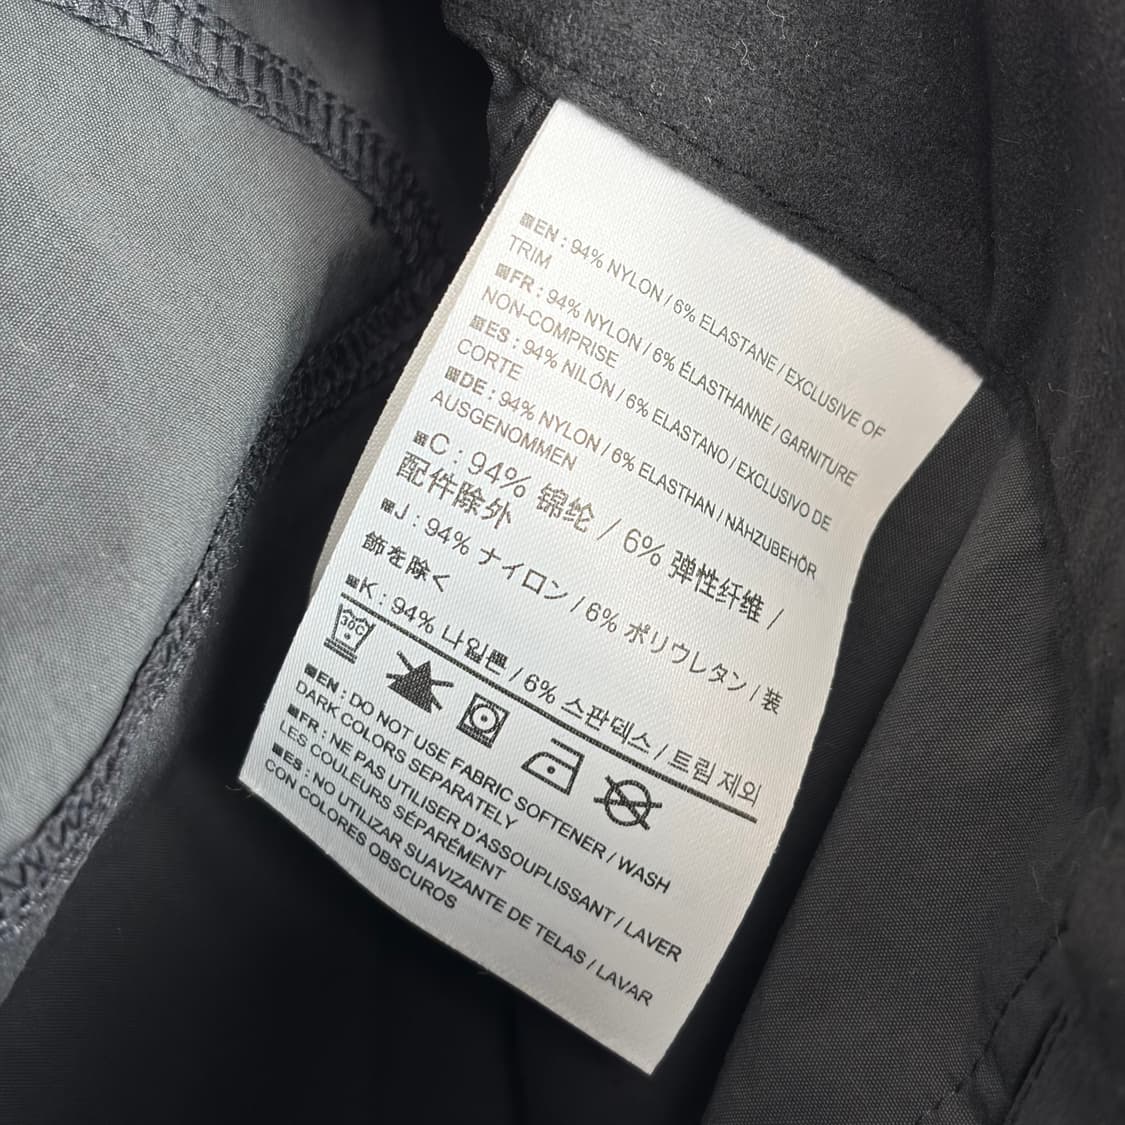 EN : 94% NYLON / 6% ELASTANE / EXCLUSIVE OF
TRIM
FR : 94% NYLON / 6% ÉLASTHANNE / GARNITURE
NON-COMPRISE
ES : 94% NILÓN / 6% ELASTANO / EXCLUSIVO DE
CORTE
DE : 94% NYLON / 6% ELASTHAN / NÄHZUBEHÖR
AUSGENOMMEN
C : 94% 锦纶 / 6% 弹性纤维 /
配件除外
J : 94% ナイロン / 6% ポリウレタン / 装
飾を除く
K : 94% 나일론 / 6% 스판덱스 / 트림 제외
30C
EN : DO NOT USE FABRIC SOFTENER / WASH
DARK COLORS SEPARATELY
FR : NE PAS UTILISER D'ASSOUPLISSANT / LAVER
LES COULEURS SÉPARÉMENT
ES : NO UTILIZAR SUAVIZANTE DE TELAS / LAVAR
CON COLORES OBSCUROS